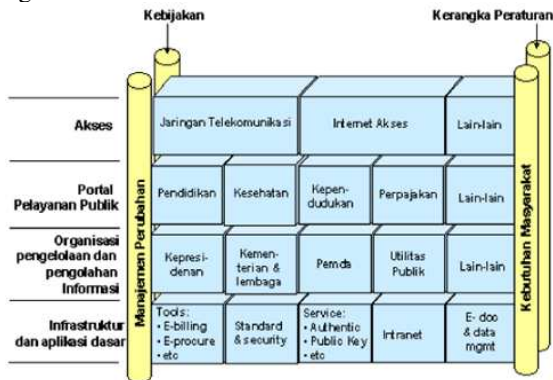 Kebijakan
Kerangka Peraturan
Akses
Jaringan Telekomunikasi
Internet Akses
Lain-lain
Portal
Pelayanan Publik
Pendidikan
Kesehatan
Kepen-
dudukan
Perpajakan
Lain-lain
Organisasi
pengelolaan dan
pengolahan
Informasi
Kepresi-
denan
Kemen-
terian &
lembaga
Pemda
Utilitas
Publik
Lain-lain
Infrastruktur
dan aplikasi dasar
Tools:
• E-billing
• E-procure
• etc
Standard
& security
Service:
• Authentic
• Public Key
• etc
Intranet
E- doc
& data
mgmt
Manajemen Perubahan
Kebutuhan Masyarakat